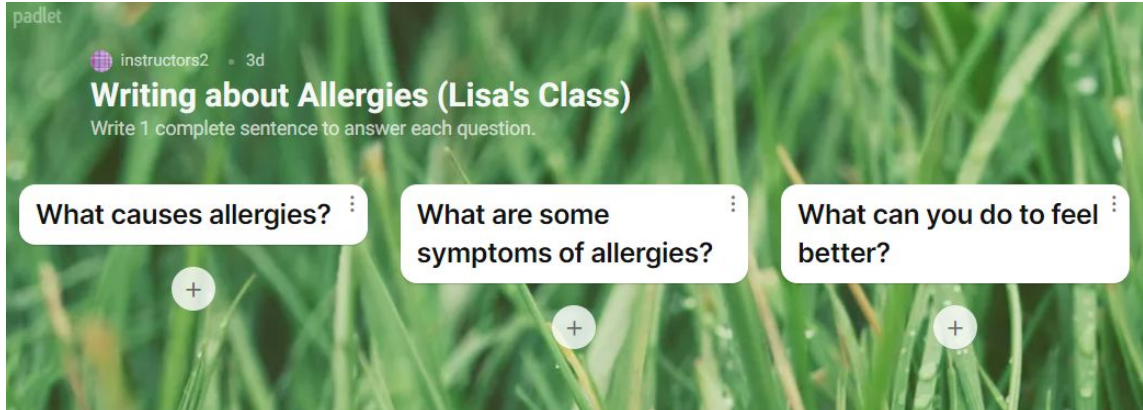 padlet
instructors2 • 3d
Writing about Allergies (Lisa's Class)
Write 1 complete sentence to answer each question.
What causes allergies?
What are some
symptoms of allergies?
What can you do to feel
better?